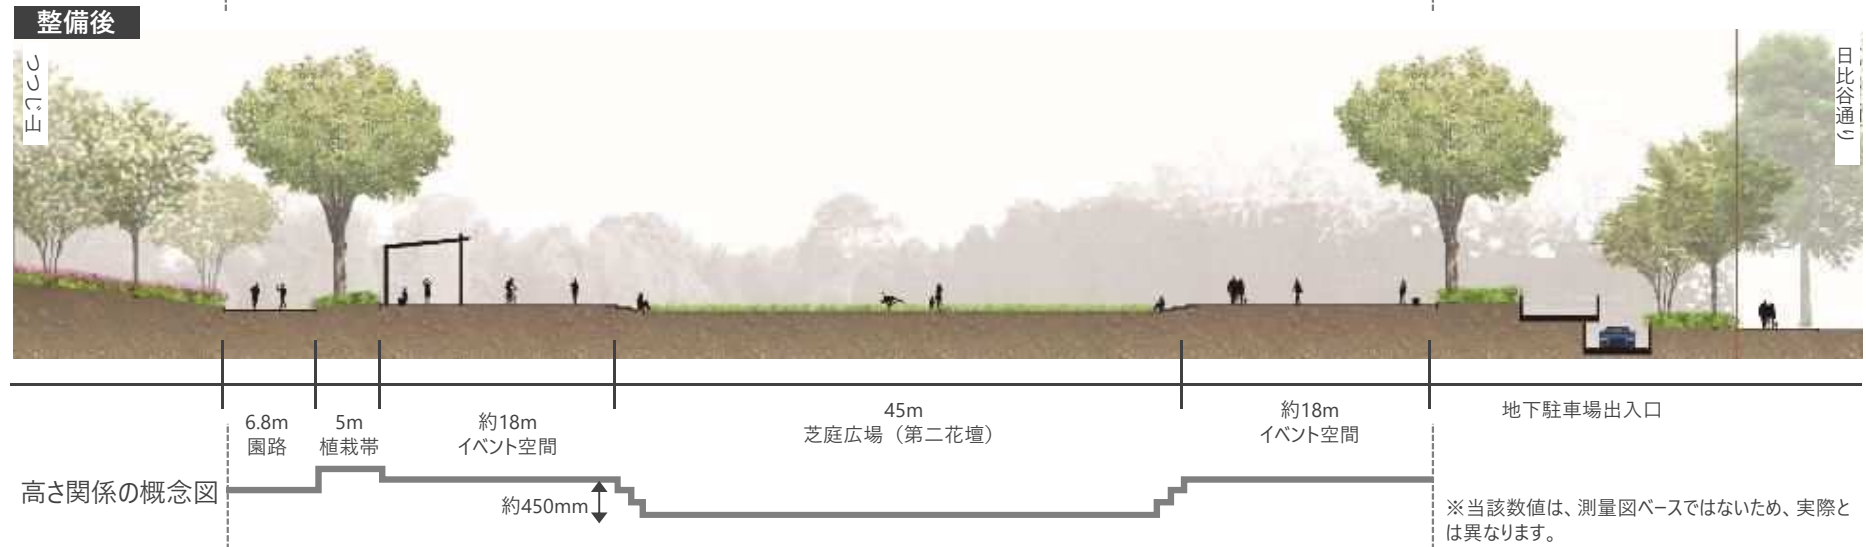 整備後
つつじ山
日比谷通り
6.8m
園路
5m
植栽帯
約18m
イベント空間
45m
芝庭広場（第二花壇）
約18m
イベント空間
地下駐車場出入口
高さ関係の概念図
約450mm
※当該数値は、測量図ベースではないため、実際と
は異なります。